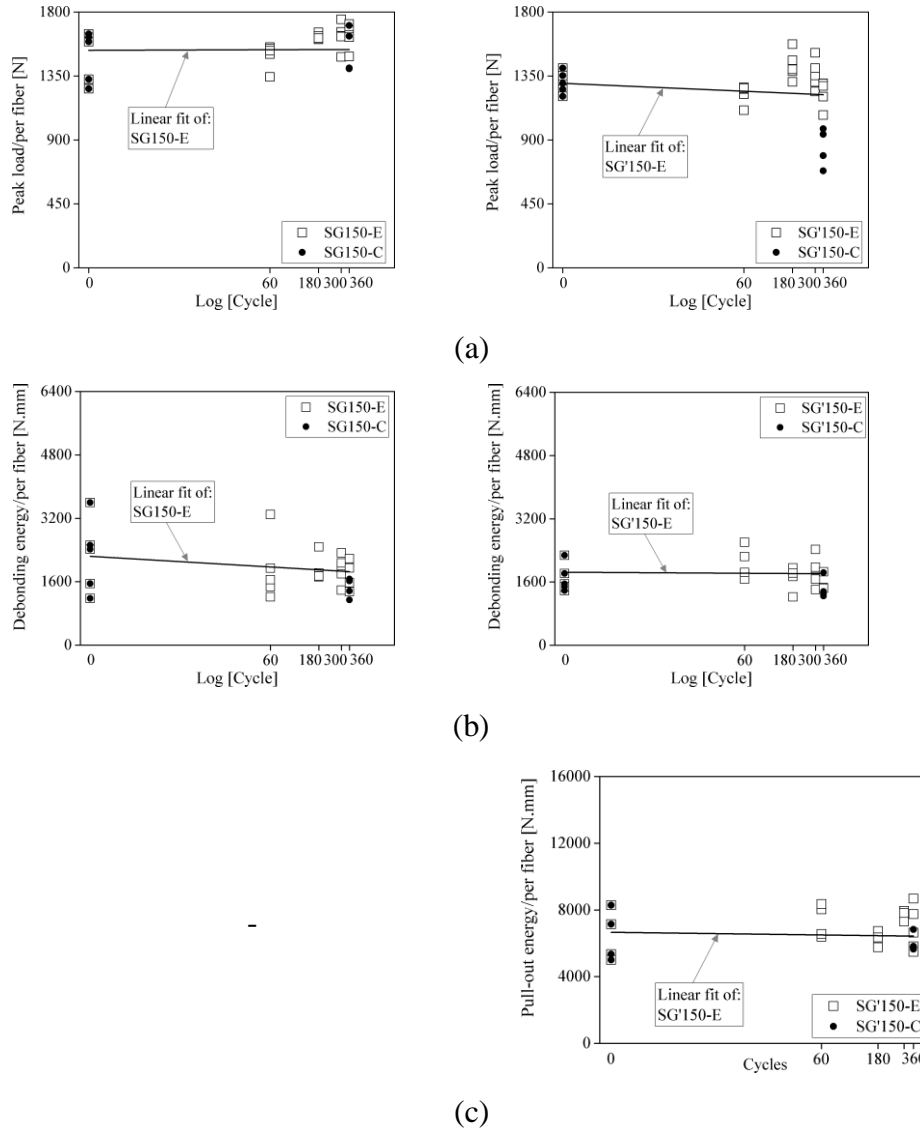 1800
1350
900
450
0
Peak load/per fiber [N]
Linear fit of:
SG150-E
SG150-E
SG150-C
0 60 180 300 360
Log [Cycle]
1800
1350
900
450
0
Peak load/per fiber [N]
Linear fit of:
SG'150-E
SG'150-E
SG'150-C
0 60 180 300 360
Log [Cycle]
(a)
6400
4800
3200
1600
0
Debonding energy/per fiber [N.mm]
SG150-E
SG150-C
Linear fit of:
SG150-E
0 60 180 300 360
Log [Cycle]
6400
4800
3200
1600
0
Debonding energy/per fiber [N.mm]
SG'150-E
SG'150-C
Linear fit of:
SG'150-E
0 60 180 300 360
Log [Cycle]
(b)
-
16000
12000
8000
4000
0
Pull-out energy/per fiber [N.mm]
Linear fit of:
SG'150-E
SG'150-E
SG'150-C
0 60 180 360
Cycles
(c)